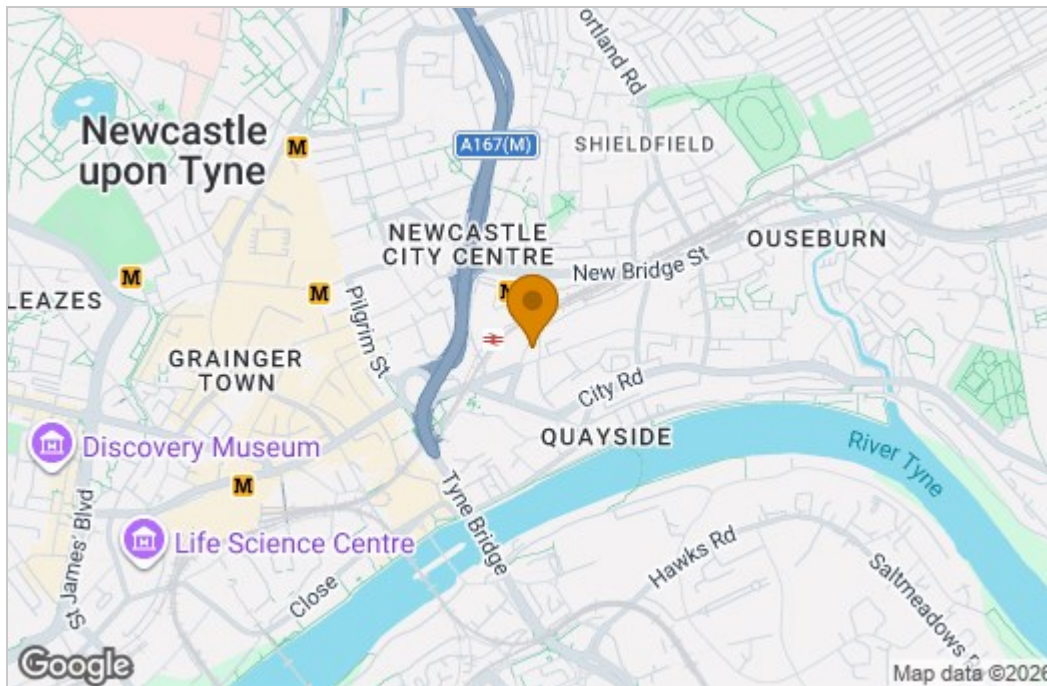 ortland Rd
Newcastle
upon Tyne
M
A167(M)
SHIELDFIELD
NEWCASTLE
CITY CENTRE
OUSEBURN
New Bridge St
M
LEAZES
M
M
Pilgrim St
GRAINGER
TOWN
City Rd
QUAYSIDE
Discovery Museum
River Tyne
M
Tyne Bridge
Life Science Centre
Hawks Rd
Close
St James' Blvd
Saltmeadows
Google
Map data ©2026